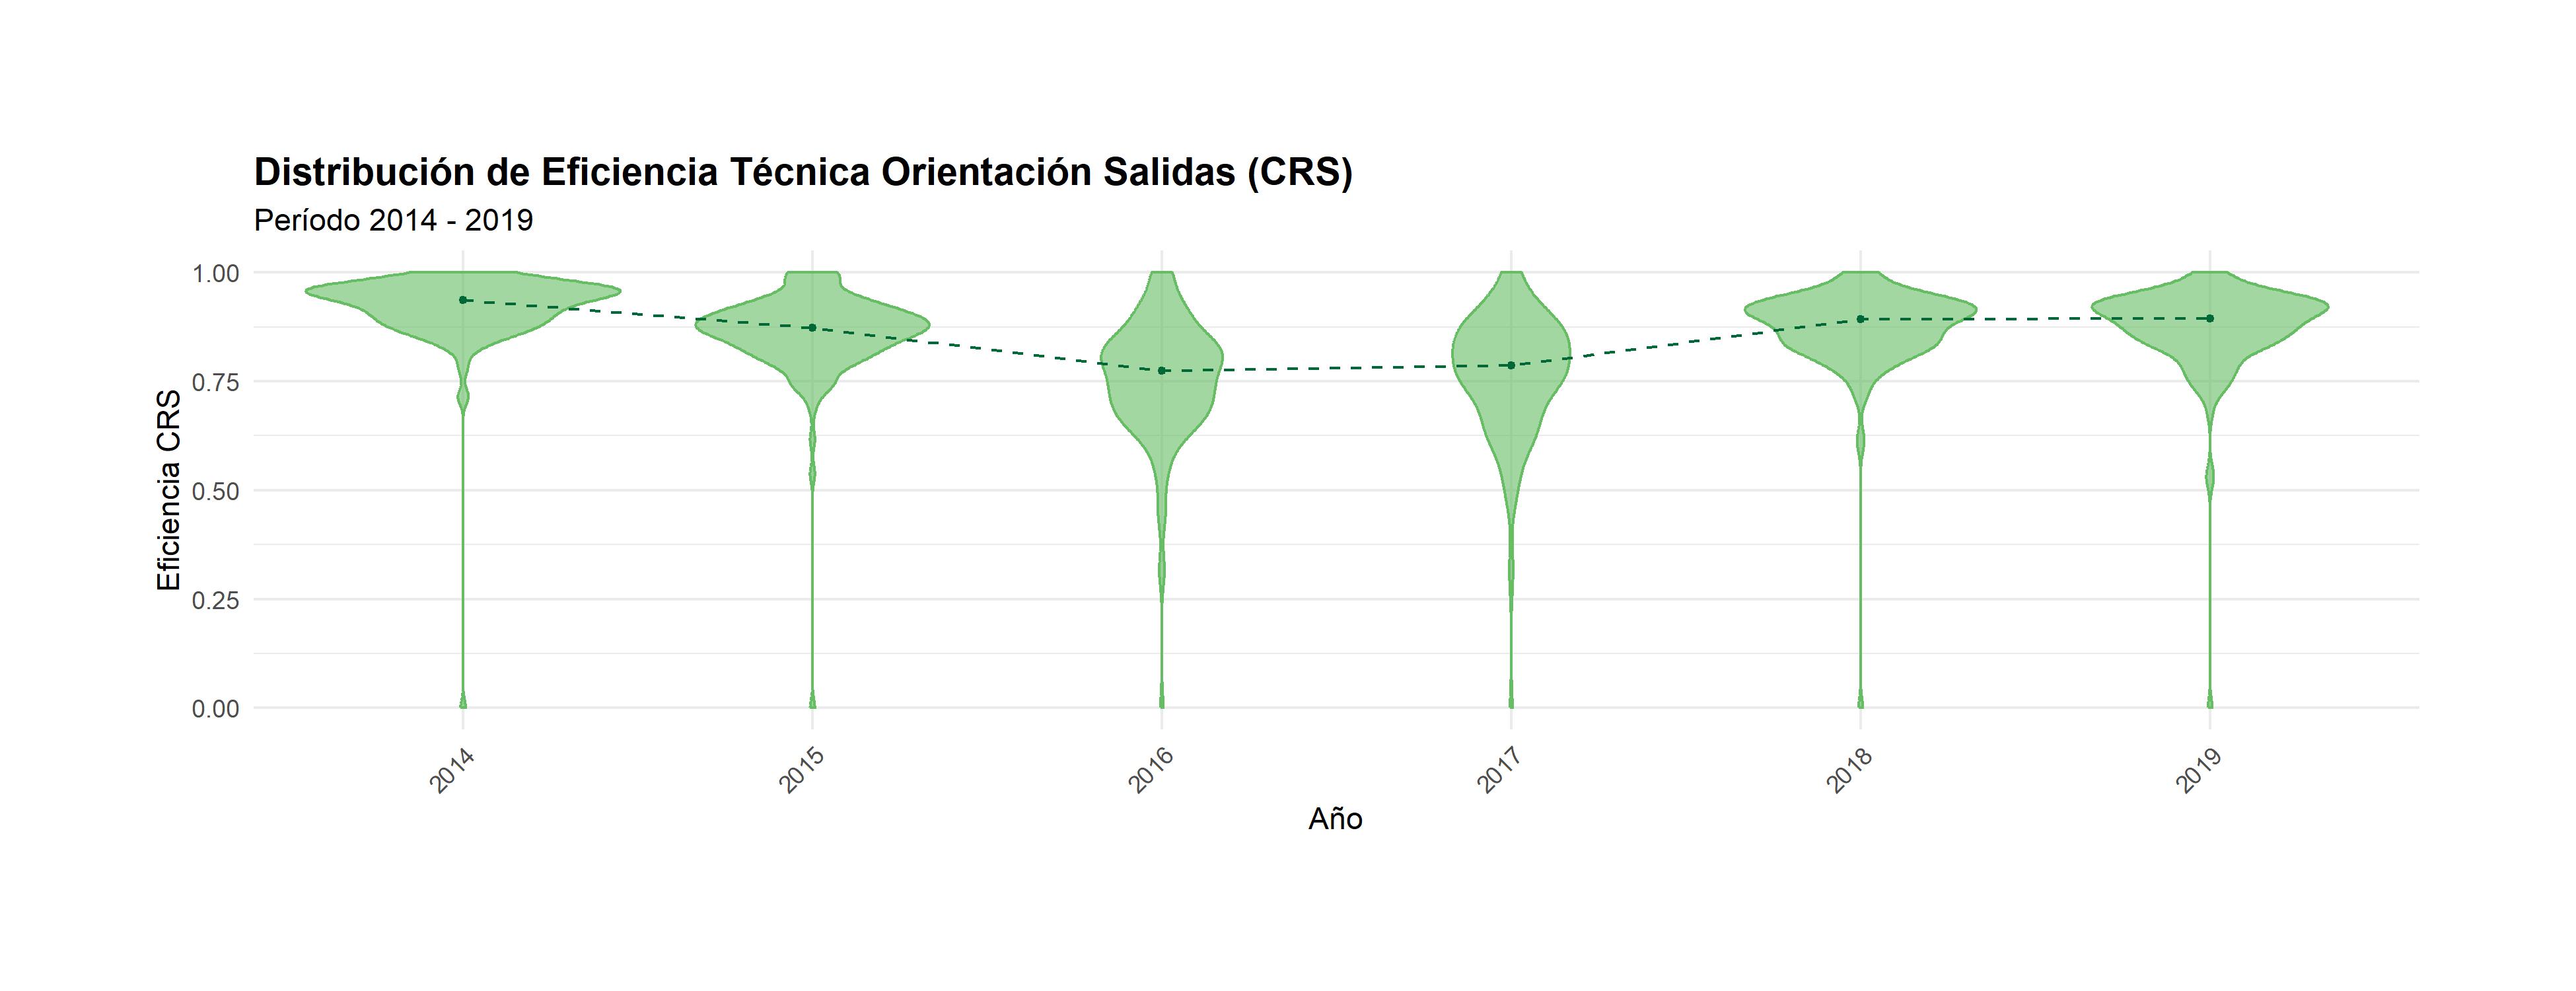 Distribución de Eficiencia Técnica Orientación Salidas (CRS)
Período 2014 - 2019
Eficiencia CRS
1.00
0.75
0.50
0.25
0.00
2014
2015
2016
2017
2018
2019
Año